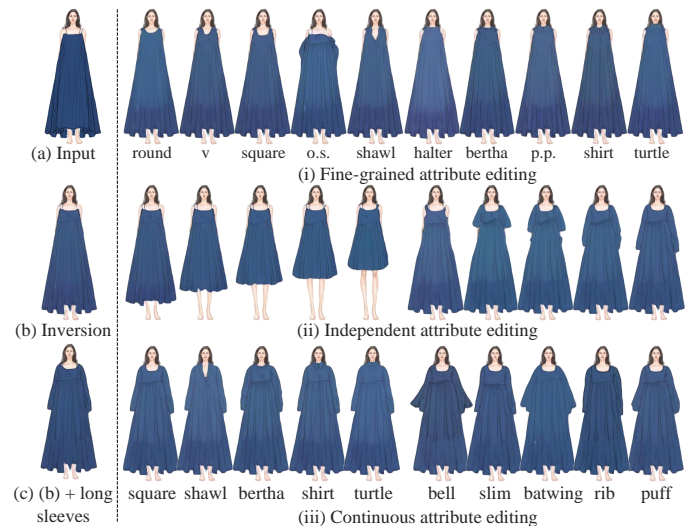 round v square o.s. shawl halter bertha p.p. shirt turtle
(a) Input
(i) Fine-grained attribute editing
(b) Inversion
(ii) Independent attribute editing
square shawl bertha shirt turtle bell slim batwing rib puff
(c) (b) + long
sleeves
(iii) Continuous attribute editing